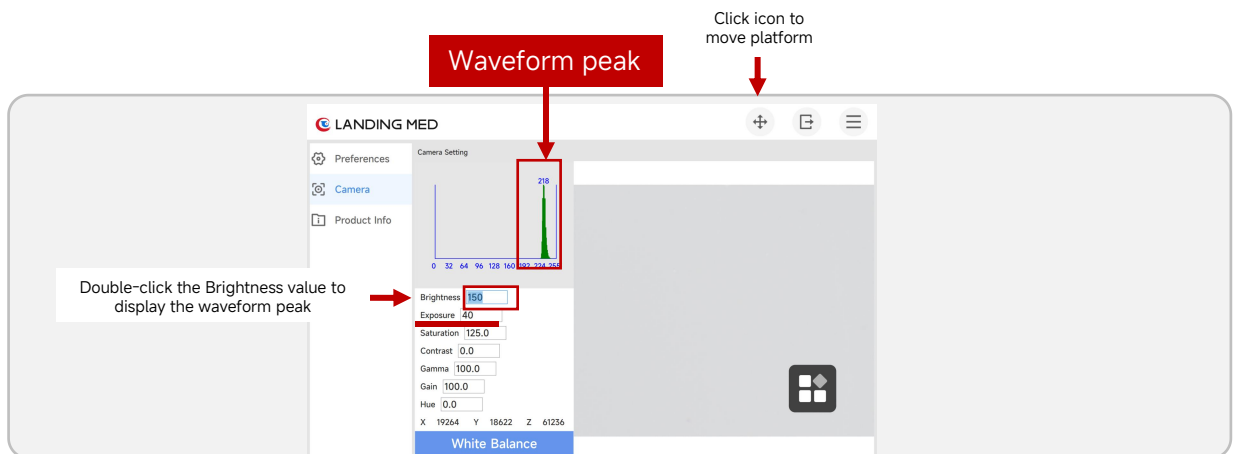 Click icon to
move platform
Waveform peak
LANDING MED
Preferences
Camera
Product Info
Camera Setting
218
0 32 64 96 128 160 192 224 255
Double-click the Brightness value to
display the waveform peak
Brightness 150
Exposure 40
Saturation 125.0
Contrast 0.0
Gamma 100.0
Gain 100.0
Hue 0.0
X 19264 Y 18622 Z 61236
White Balance